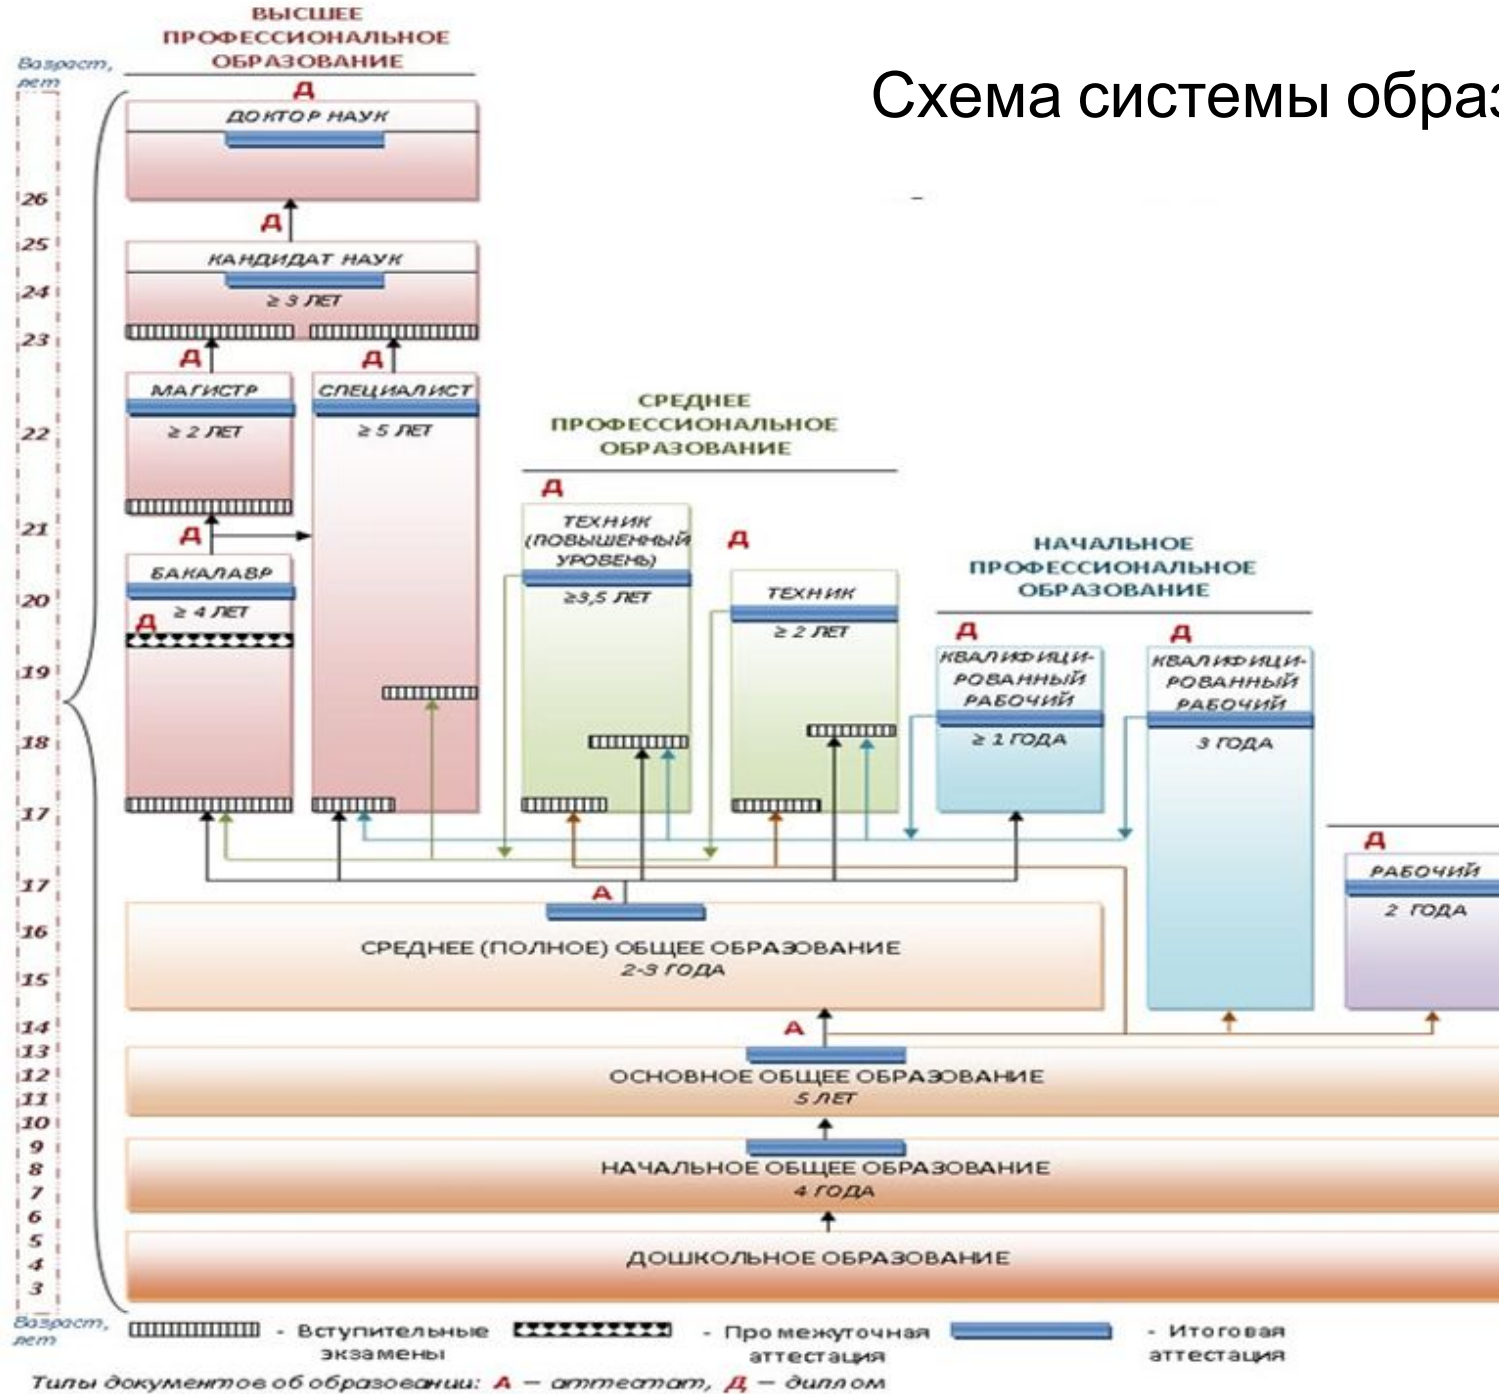 ВЫСШЕЕ
ПРОФЕССИОНАЛЬНОЕ
ОБРАЗОВАНИЕ
Возраст,
лет
Схема системы
Д
ДОКТОР НАУК
26
Д
25
КАНДИДАТ НАУК
24
≥ 3 ЛЕТ
23
Д
Д
МАГИСТР
СПЕЦИАЛИСТ
≥ 2 ЛЕТ
≥ 5 ЛЕТ
22
СРЕДНЕЕ
ПРОФЕССИОНАЛЬНОЕ
ОБРАЗОВАНИЕ
Д
ТЕХНИК
(ПОВЫШЕННЫЙ
УРОВЕНЬ)
≥3,5 ЛЕТ
Д
ТЕХНИК
≥ 2 ЛЕТ
21
Д
БАКАЛАВР
≥ 4 ЛЕТ
Д
20
19
18
17
НАЧАЛЬНОЕ
ПРОФЕССИОНАЛЬНОЕ
ОБРАЗОВАНИЕ
Д
КВАЛИФИЦИ-
РОВАННЫЙ
РАБОЧИЙ
≥ 1 ГОДА
Д
КВАЛИФИЦИ-
РОВАННЫЙ
РАБОЧИЙ
3 ГОДА
Д
РАБОЧИЙ
2 ГОДА
17
А
16
СРЕДНЕЕ (ПОЛНОЕ) ОБЩЕЕ ОБРАЗОВАНИЕ
2-3 ГОДА
15
14
А
13
12
ОСНОВНОЕ ОБЩЕЕ ОБРАЗОВАНИЕ
11
5 ЛЕТ
10
9
8
НАЧАЛЬНОЕ ОБЩЕЕ ОБРАЗОВАНИЕ
7
4 ГОДА
6
5
ДОШКОЛЬНОЕ ОБРАЗОВАНИЕ
4
3
Возраст,
лет
- Вступительные
экзамены
- Промежуточная
аттестация
- Итоговая
аттестация
Типы документов об образовании: А – аттестат, Д – диплом